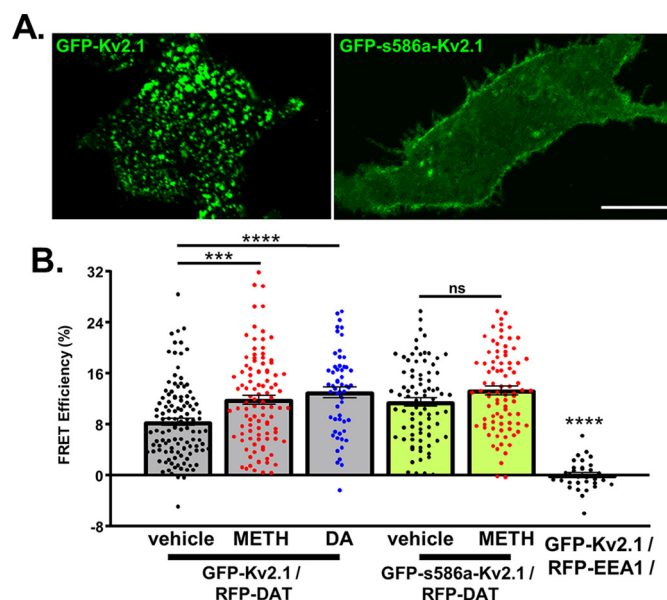 A.
GFP-Kv2.1
GFP-s586a-Kv2.1
B.
****
***
ns
****
FRET Efficiency (%)
32
24
16
8
0
-8
vehicle
METH
DA
vehicle
METH
GFP-Kv2.1 /
RFP-DAT
GFP-s586a-Kv2.1/
RFP-DAT
GFP-Kv2.1 /
RFP-EEA1 /